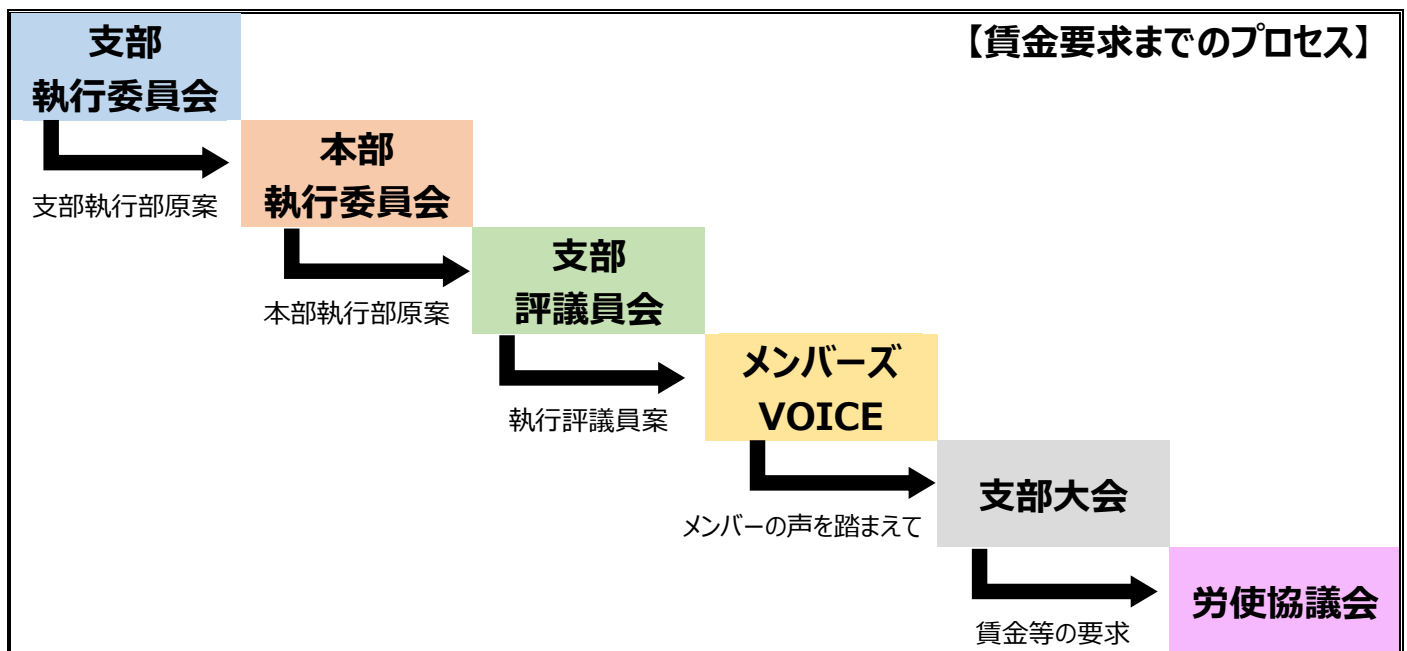 【賃金要求までのプロセス】
支部
執行委員会
支部執行部原案
本部
執行委員会
本部執行部原案
支部
評議員会
執行評議員案
メンバーズ
VOICE
メンバーの声を踏まえて
支部大会
賃金等の要求
労使協議会